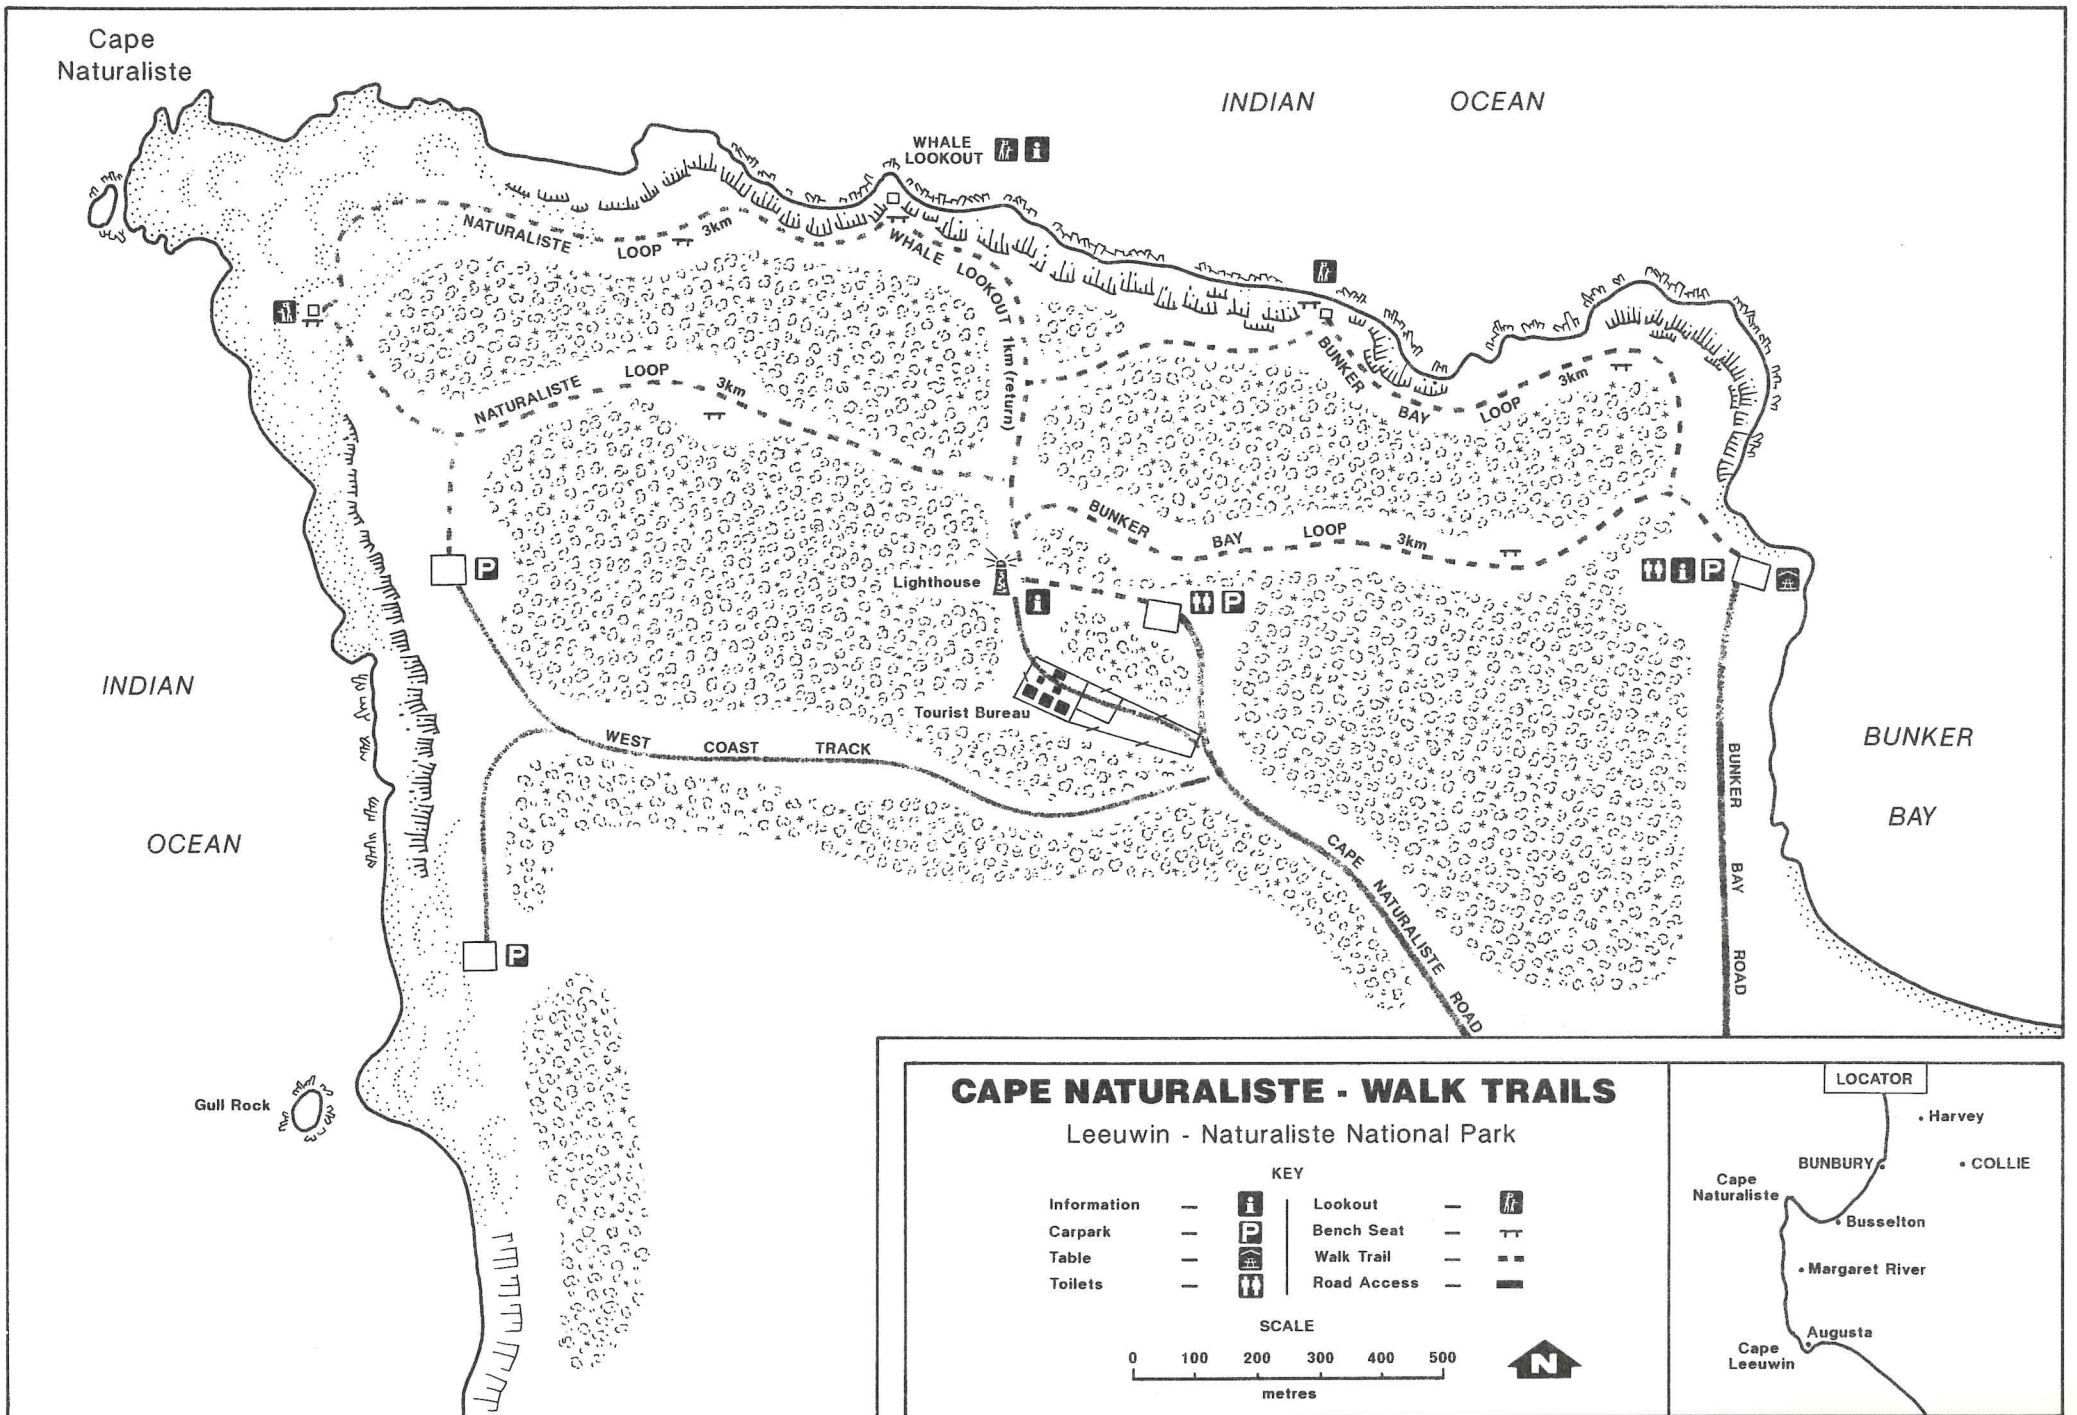 Cape
Naturaliste
INDIAN OCEAN
WHALE
LOOKOUT
i
NATURALISTE LOOP 3km
WHALE LOOKOUT 1km (return)
NATURALISTE LOOP 3km
BUNKER BAY LOOP 3km
BUNKER BAY LOOP 3km
P
Lighthouse
i
P
i P
INDIAN
OCEAN
Tourist Bureau
WEST COAST TRACK
BUNKER
BAY
BUNKER BAY ROAD
CAPE NATURALISTE ROAD
P
Gull Rock
CAPE NATURALISTE - WALK TRAILS
Leeuwin - Naturaliste National Park
KEY
Information – i
Carpark – P
Table –
Toilets –
Lookout –
Bench Seat –
Walk Trail –
Road Access –
SCALE
0 100 200 300 400 500
metres
N
LOCATOR
Harvey
BUNBURY
COLLIE
Cape
Naturaliste
Busselton
Margaret River
Augusta
Cape
Leeuwin